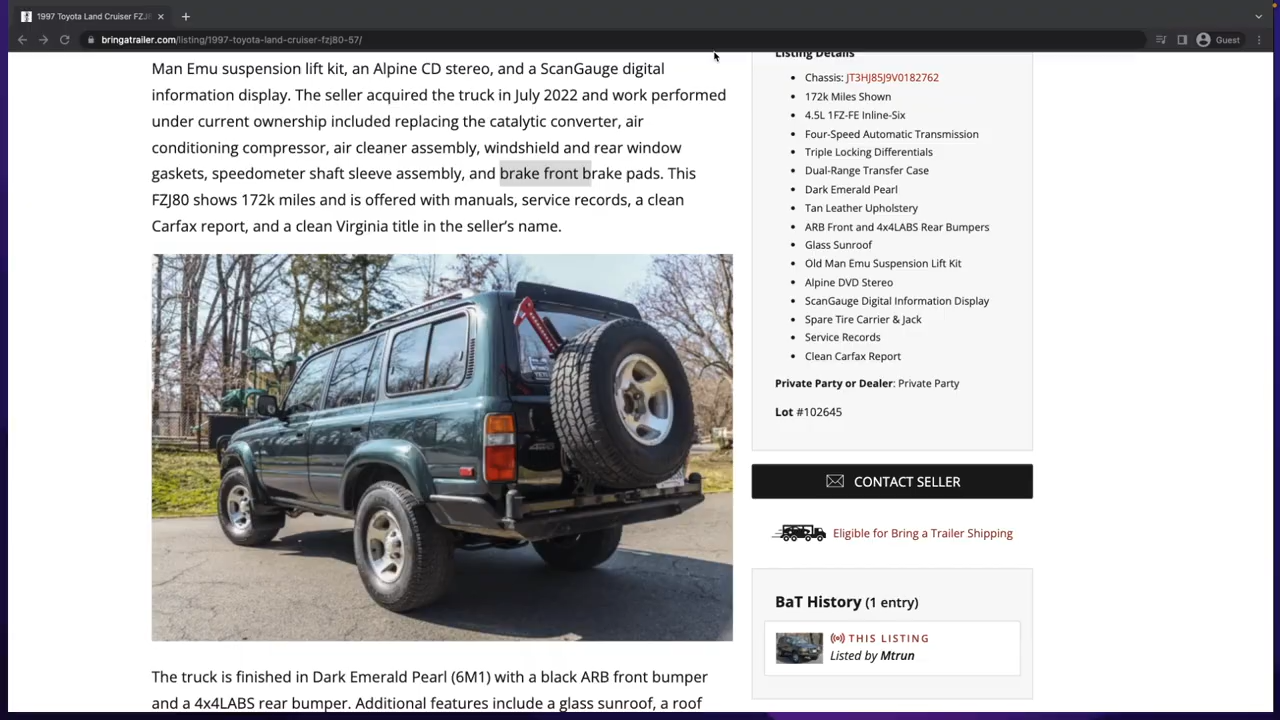 1997 Toyota Land Cruiser FZJ8
bringatrailer.com/listing/1997-toyota-land-cruiser-fzj80-57/
Guest
Man Emu suspension lift kit, an Alpine CD stereo, and a ScanGauge digital
information display. The seller acquired the truck in July 2022 and work performed
under current ownership included replacing the catalytic converter, air
conditioning compressor, air cleaner assembly, windshield and rear window
gaskets, speedometer shaft sleeve assembly, and brake front brake pads. This
FZJ80 shows 172k miles and is offered with manuals, service records, a clean
Carfax report, and a clean Virginia title in the seller’s name.
The truck is finished in Dark Emerald Pearl (6M1) with a black ARB front bumper
and a 4x4LABS rear bumper. Additional features include a glass sunroof, a roof
Listing Details
Chassis: JT3HJ85J9V0182762
172k Miles Shown
4.5L 1FZ-FE Inline-Six
Four-Speed Automatic Transmission
Triple Locking Differentials
Dual-Range Transfer Case
Dark Emerald Pearl
Tan Leather Upholstery
ARB Front and 4x4LABS Rear Bumpers
Glass Sunroof
Old Man Emu Suspension Lift Kit
Alpine DVD Stereo
ScanGauge Digital Information Display
Spare Tire Carrier & Jack
Service Records
Clean Carfax Report
Private Party or Dealer: Private Party
Lot #102645
CONTACT SELLER
Eligible for Bring a Trailer Shipping
BaT History (1 entry)
THIS LISTING
Listed by Mtrun